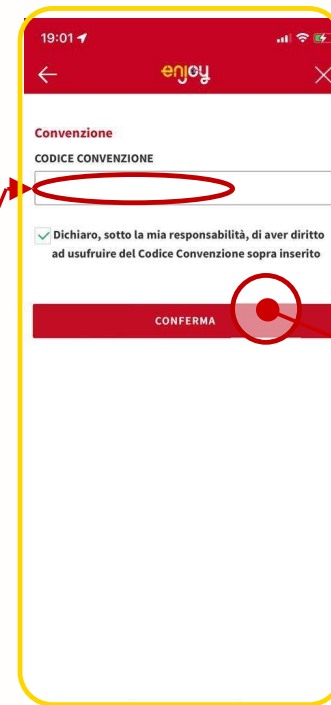 19:01
enjoy
Convenzione
CODICE CONVENZIONE
Dichiaro, sotto la mia responsabilità, di aver diritto
ad usufruire del Codice Convenzione sopra inserito
CONFERMA